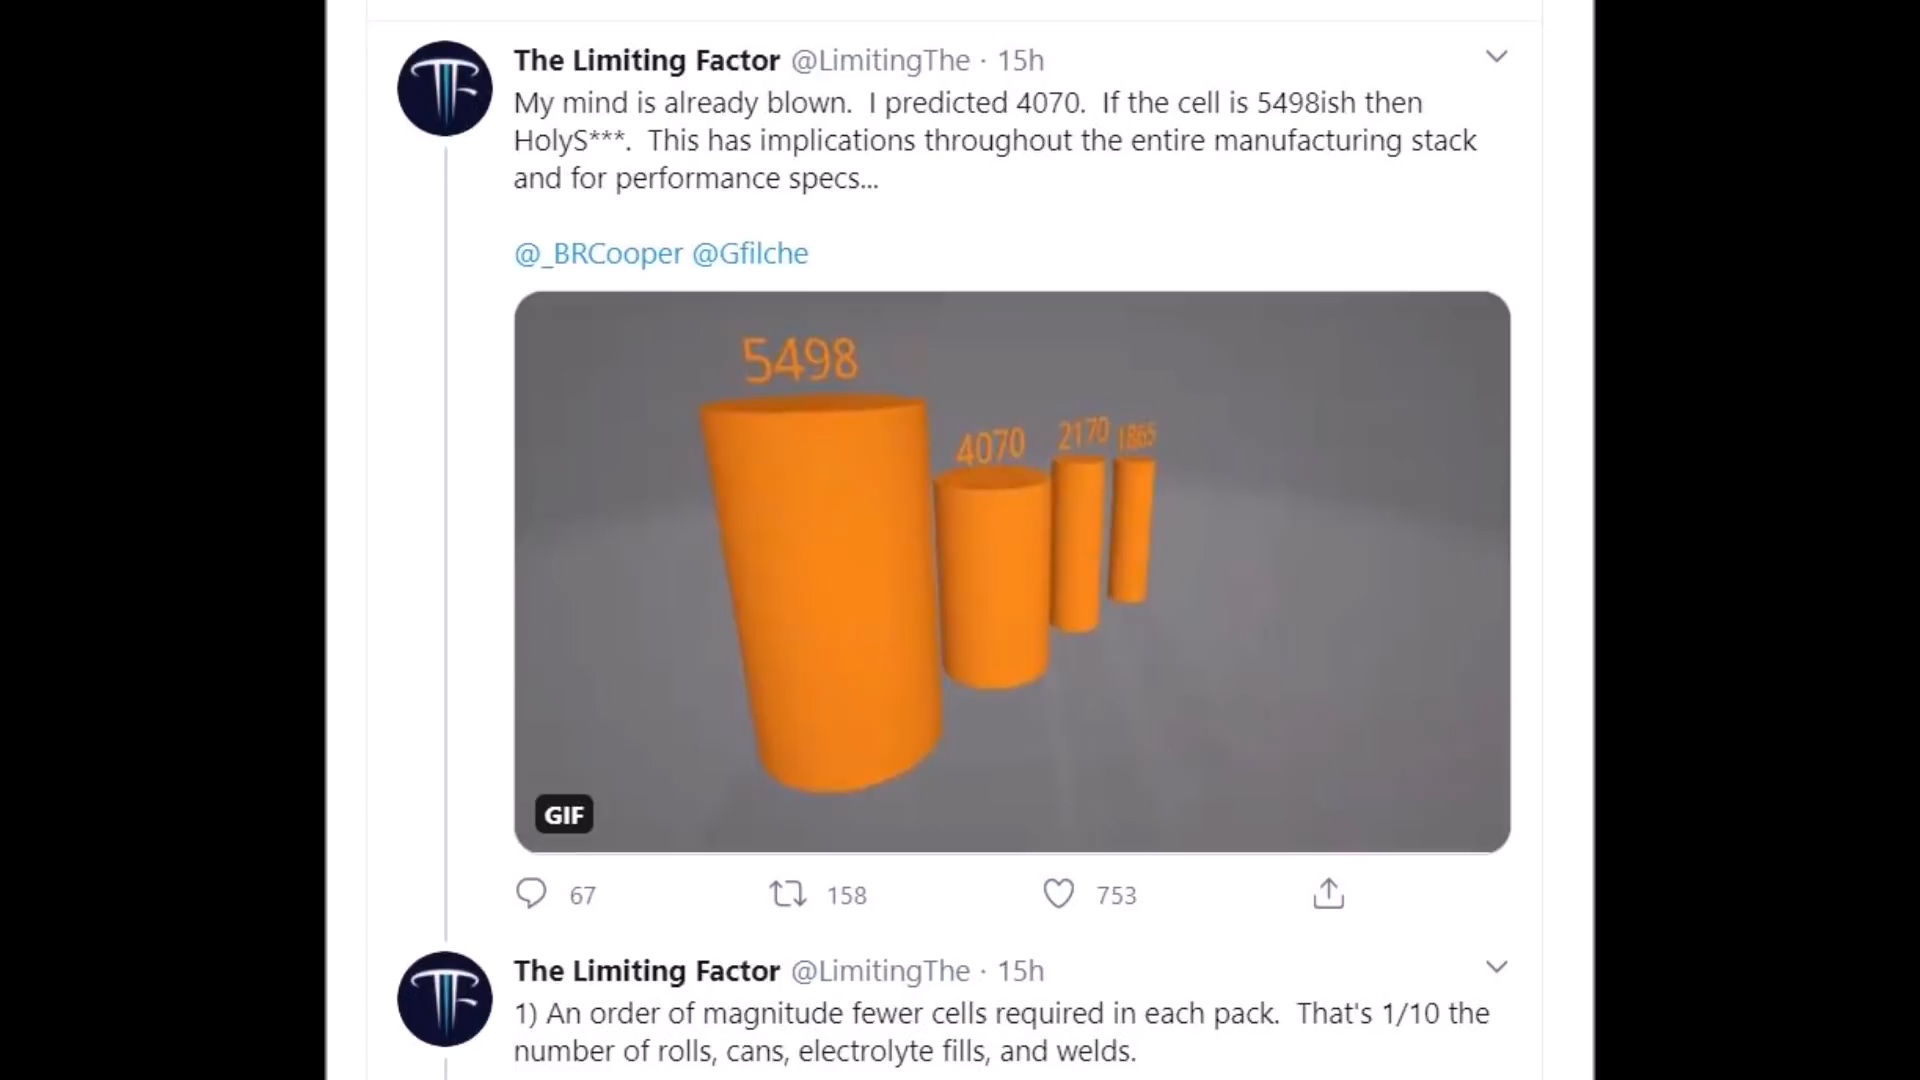 The Limiting Factor @LimitingThe · 15h
My mind is already blown.  I predicted 4070.  If the cell is 5498ish then
HolyS***.  This has implications throughout the entire manufacturing stack
and for performance specs...
@_BRCooper @Gfilche
5498
4070
2170
1865
GIF
67 158 753
The Limiting Factor @LimitingThe · 15h
1) An order of magnitude fewer cells required in each pack.  That's 1/10 the
number of rolls, cans, electrolyte fills, and welds.